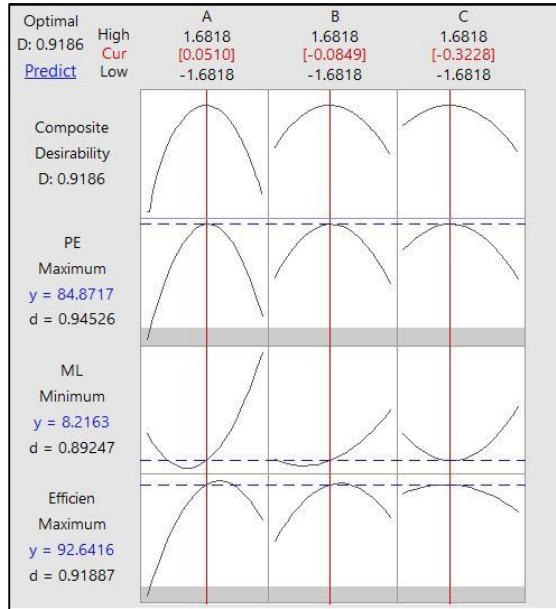 Optimal
D: 0.9186
Predict
High
Cur
Low
A
1.6818
[0.0510]
-1.6818
B
1.6818
[-0.0849]
-1.6818
C
1.6818
[-0.3228]
-1.6818
Composite
Desirability
D: 0.9186
PE
Maximum
y = 84.8717
d = 0.94526
ML
Minimum
y = 8.2163
d = 0.89247
Efficien
Maximum
y = 92.6416
d = 0.91887